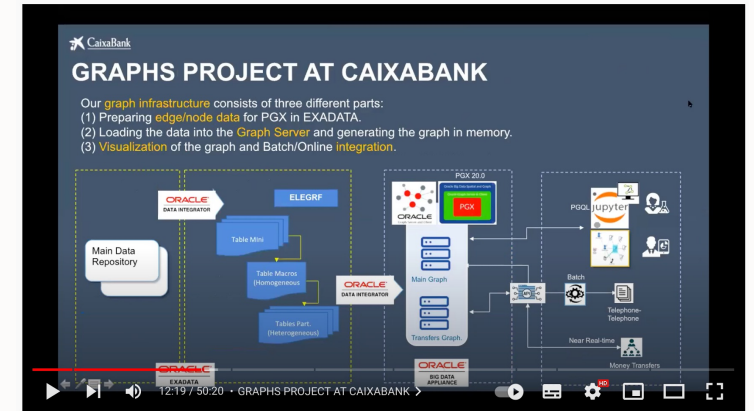 CaixaBank
GRAPHS PROJECT AT CAIXABANK
Our graph infrastructure consists of three different parts:
(1) Preparing edge/node data for PGX in EXADATA.
(2) Loading the data into the Graph Server and generating the graph in memory.
(3) Visualization of the graph and Batch/Online integration.
Main Data
Repository
ORACLE
DATA INTEGRATOR
ELEGRF
Table Mini
Table Macros
(Homogeneous
Tables Part.
(Heterogeneous)
ORACLE
EXADATA
ORACLE
DATA INTEGRATOR
PGX 20.0
ORACLE
PGX
Main Graph
Transfers Graph.
ORACLE
BIG DATA
APPLIANCE
PGQL
jupyter
API
Batch
Telephone-
Telephone
Near Real-time
Money Transfers
12:19 / 50:20 • GRAPHS PROJECT AT CAIXABANK >
HD